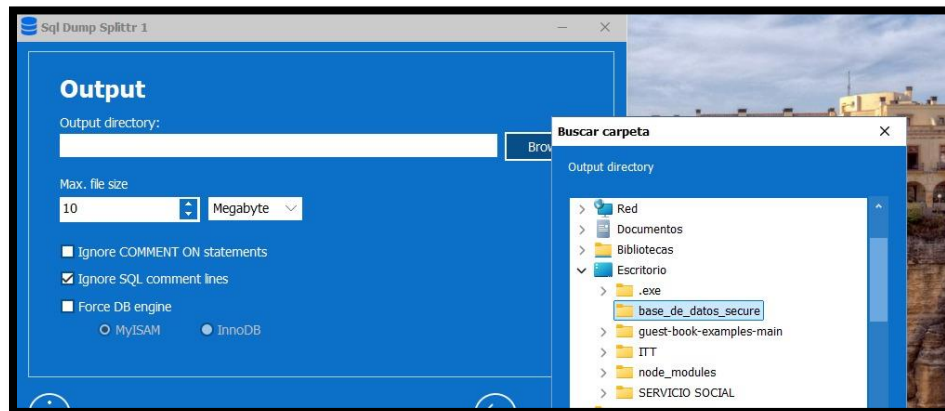 Sql Dump Splittr 1
Output
Output directory:
Max. file size
10
Megabyte
Ignore COMMENT ON statements
Ignore SQL comment lines
Force DB engine
MyISAM
InnoDB
Buscar carpeta
Output directory
Red
Documentos
Bibliotecas
Escritorio
.exe
base_de_datos_secure
guest-book-examples-main
ITT
node_modules
SERVICIO SOCIAL